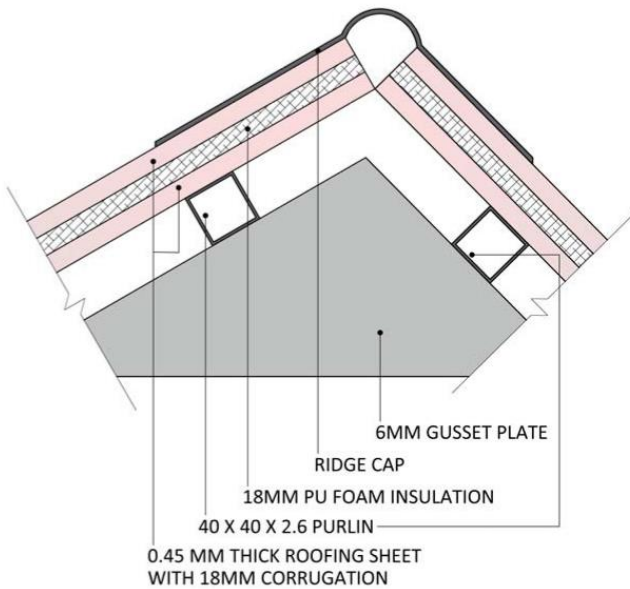 6MM GUSSET PLATE
RIDGE CAP
18MM PU FOAM INSULATION
40 X 40 X 2.6 PURLIN
0.45 MM THICK ROOFING SHEET
WITH 18MM CORRUGATION